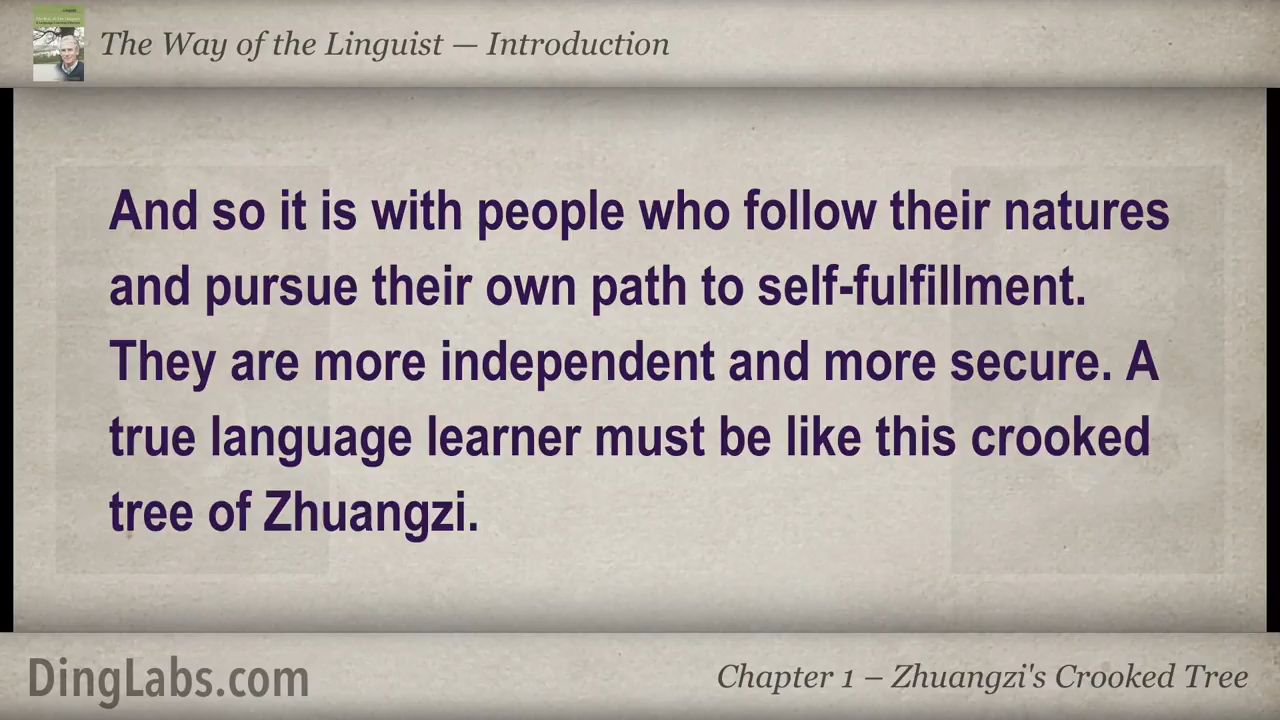 The Way of the Linguist — Introduction
And so it is with people who follow their natures
and pursue their own path to self-fulfillment.
They are more independent and more secure. A
true language learner must be like this crooked
tree of Zhuangzi.
DingLabs.com
Chapter 1 – Zhuangzi's Crooked Tree